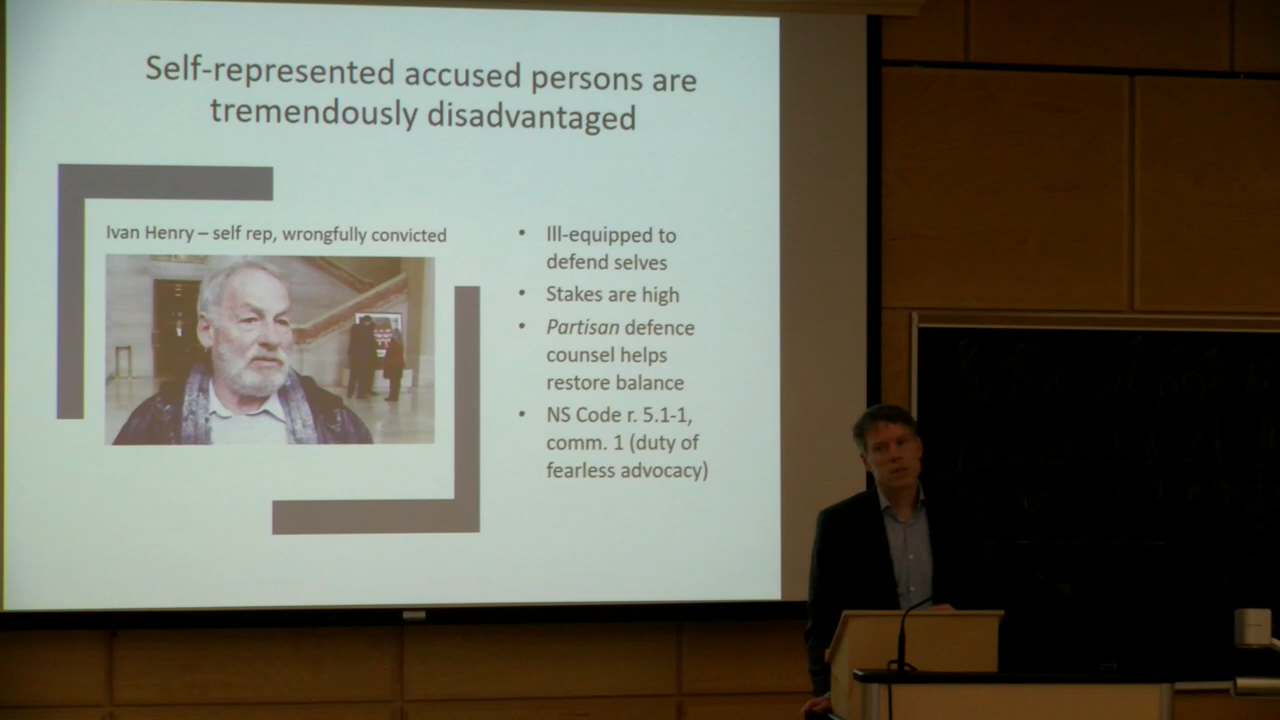 Self-represented accused persons are
tremendously disadvantaged
Ivan Henry – self rep, wrongfully convicted
• Ill-equipped to
defend selves
• Stakes are high
• Partisan defence
counsel helps
restore balance
• NS Code r. 5.1-1,
comm. 1 (duty of
fearless advocacy)